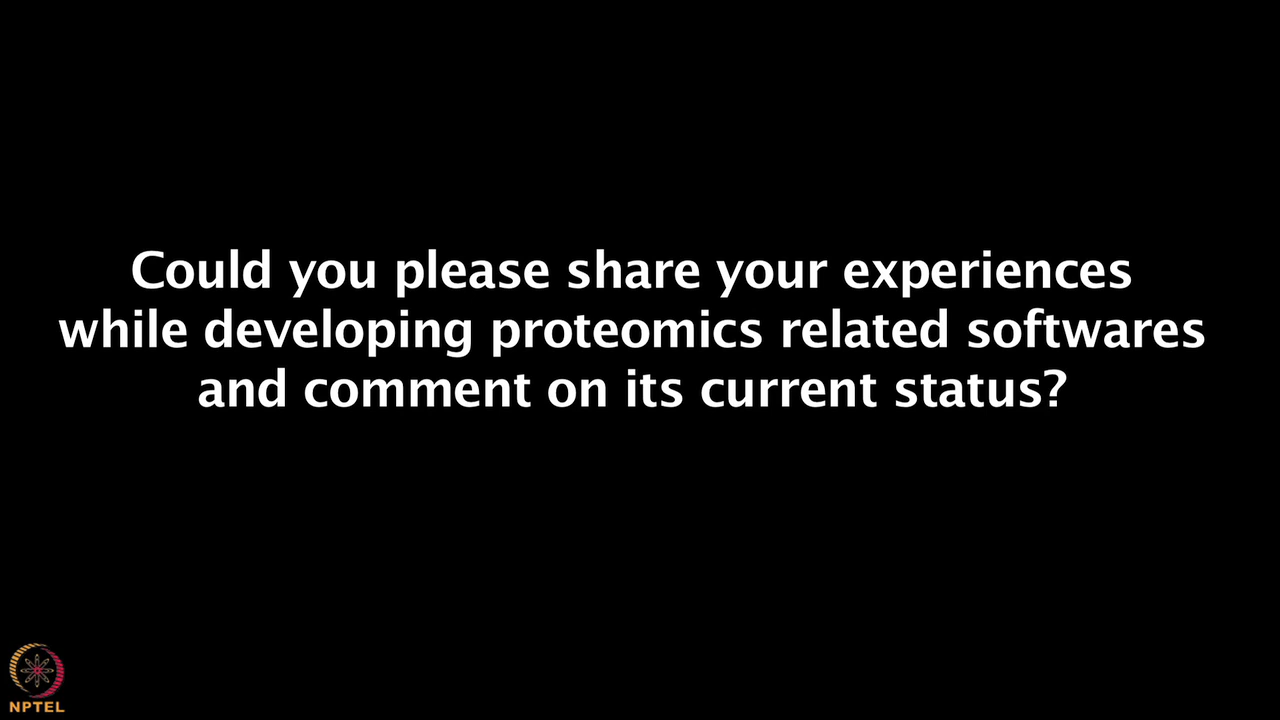 Could you please share your experiences
while developing proteomics related softwares
and comment on its current status?
NPTEL